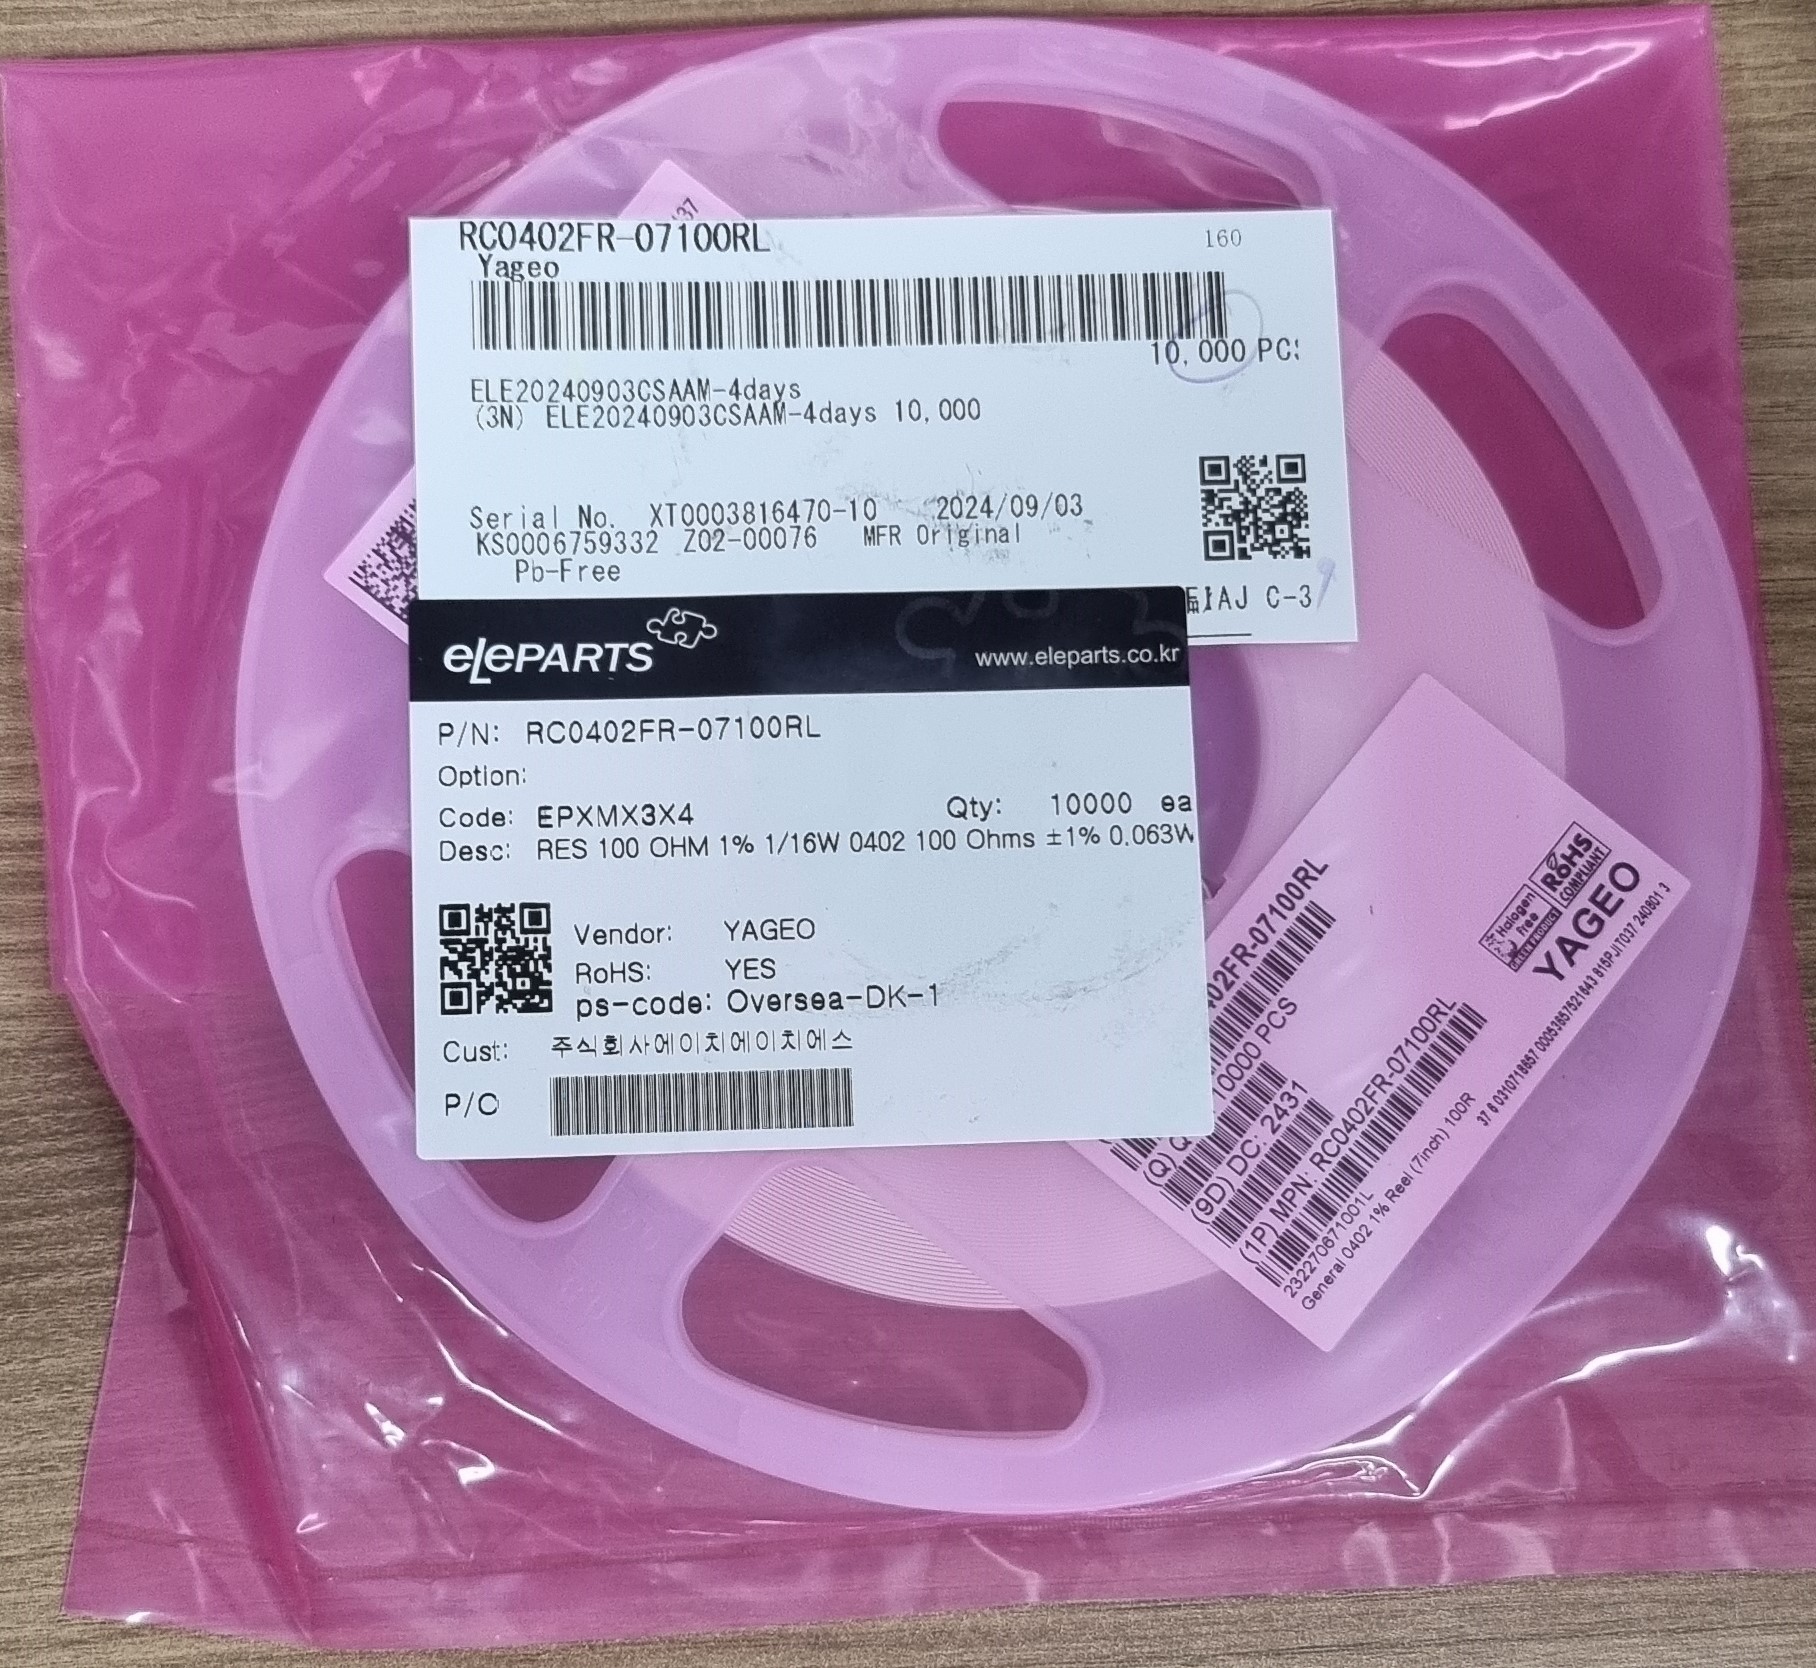 37
RC0402FR-07100RL
160
Yageo
10,000 PC
ELE20240903CSAAM-4days
(3N) ELE20240903CSAAM-4days 10,000
Serial No. XT0003816470-10 2024/09/03
KS0006759332 Z02-00076 MFR Original
Pb-Free
IAJ C-3
eLePARTS
www.eleparts.co.kr
P/N: RC0402FR-07100RL
Option:
Code: EPXMX3X4 Qty: 10000 ea
Desc: RES 100 OHM 1% 1/16W 0402 100 Ohms ±1% 0.063W
Vendor: YAGEO
RoHS: YES
ps-code: Oversea-DK-1
Cust: 주식회사에이치에이치에스
P/O
02FR-07100RL
(Q) Q 10000 PCS
(9D) DC: 2431
(1P) MPN: RC0402FR-07100RL
232270671001L
General 0402 1% Reel (7inch) 100R
Halogen
Free
GREEN PRODUCT
RoHS
COMPLIANT
YAGEO